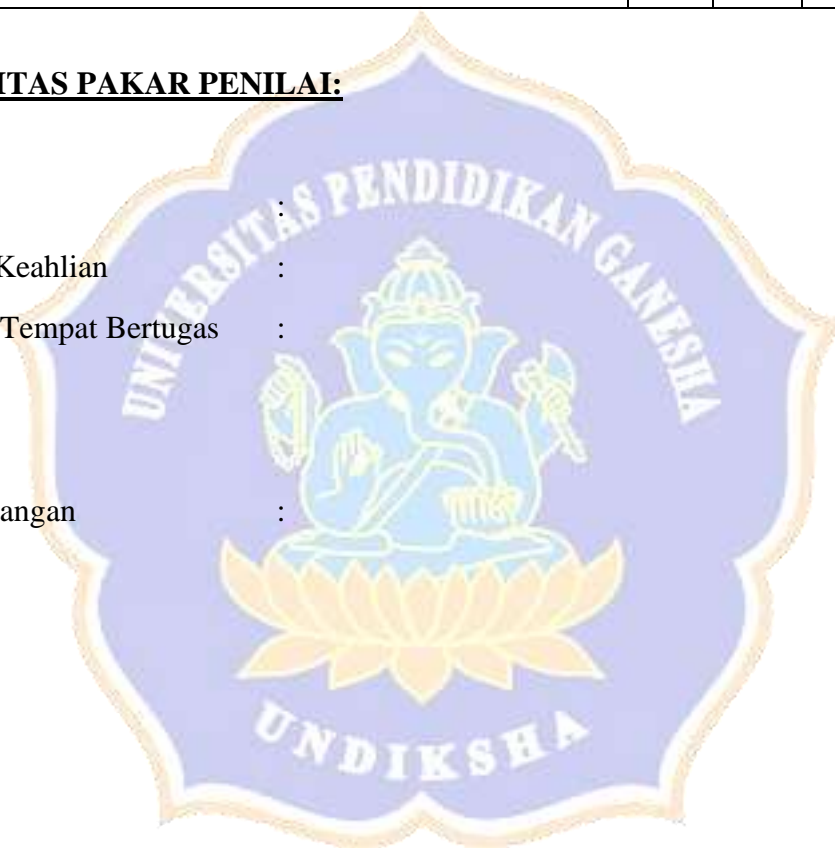 ITAS PAKAR PENILAI:
UNIVERSITAS PENDIDIKAN GANESHA
:
Keahlian :
Tempat Bertugas :
angan :
UNDIKSHA